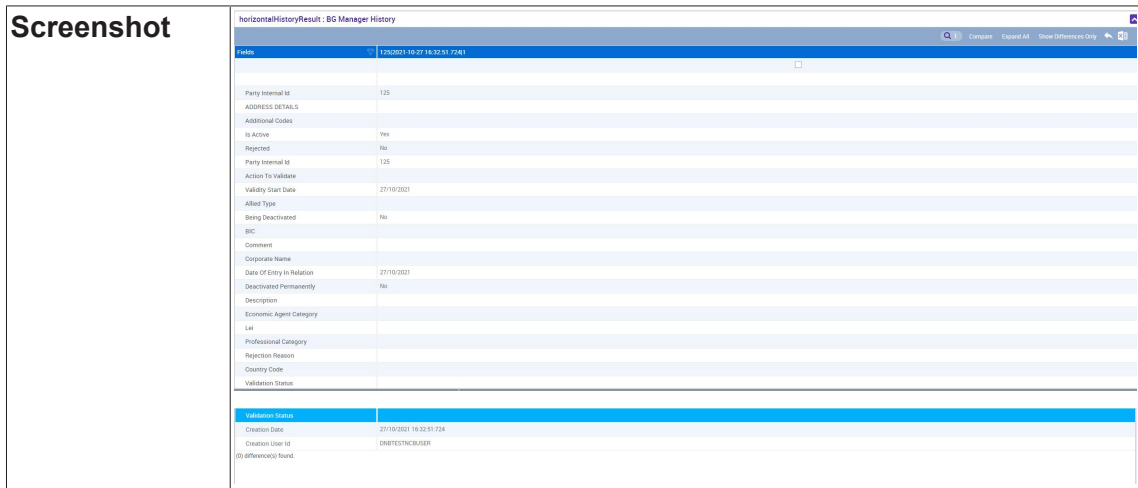 Screenshot
horizontalHistoryResult : BG Manager History
1 Compare Expand All Show Differences Only
Fields 125|2021-10-27 16:32:51.724|1
Party Internal Id 125
ADDRESS DETAILS
Additional Codes
Is Active Yes
Rejected No
Party Internal Id 125
Action To Validate
Validity Start Date 27/10/2021
Allied Type
Being Deactivated No
BIC
Comment
Corporate Name
Date Of Entry In Relation 27/10/2021
Deactivated Permanently No
Description
Economic Agent Category
Lei
Professional Category
Rejection Reason
Country Code
Validation Status
Validation Status
Creation Date 27/10/2021 16:32:51:724
Creation User Id DNBTESTNCBUSER
(0) difference(s) found.